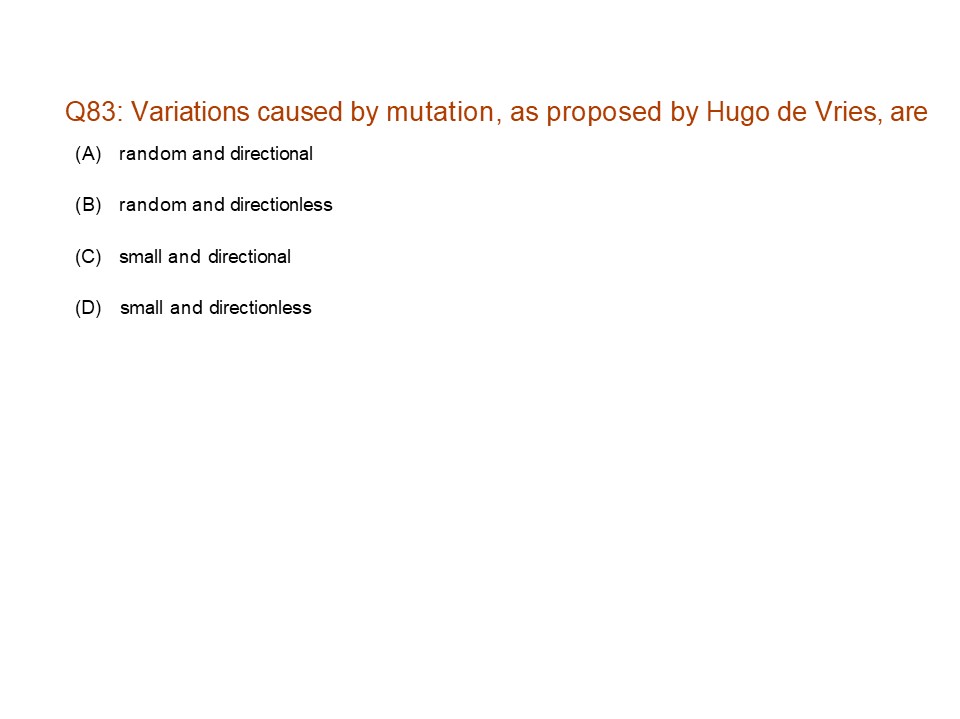 Q83: Variations caused by mutation, as proposed by Hugo de Vries, are
(A) random and directional
(B) random and directionless
(C) small and directional
(D) small and directionless